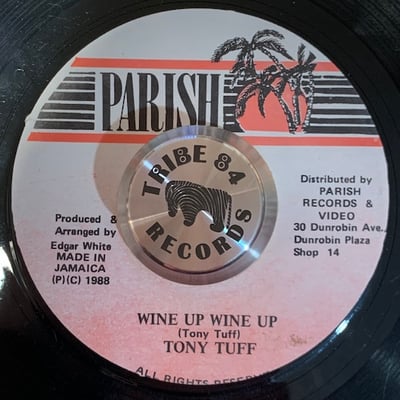 PARISH
TRIBE 84
RECORDS
Produced &
Arranged by
Edgar White
MADE IN
JAMAICA
(P)(C) 1988
Distributed by
PARISH
RECORDS &
VIDEO
30 Dunrobin Ave.,
Dunrobin Plaza
Shop 14
WINE UP WINE UP
(Tony Tuff)
TONY TUFF
ALL RIGHTS